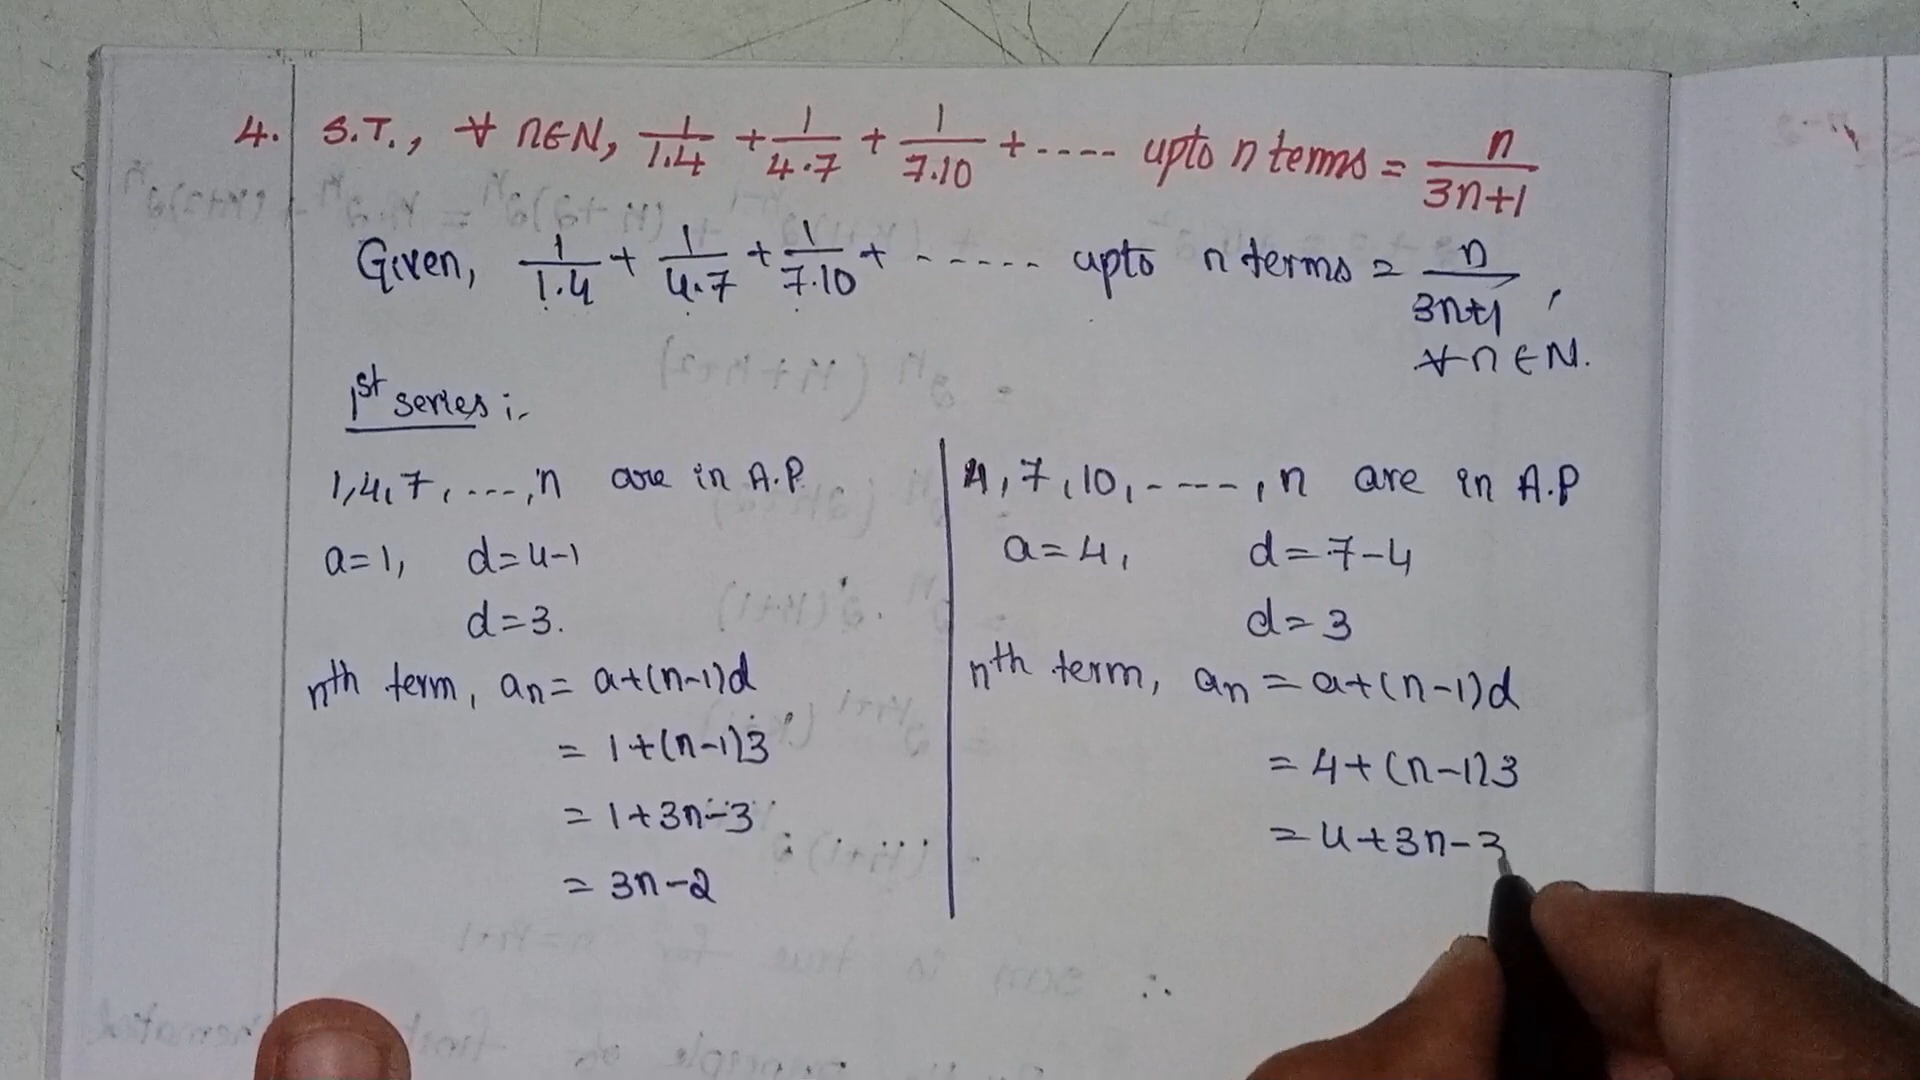 4. S.T., ∀ n∈N, 1/1.4 + 1/4.7 + 1/7.10 + .... upto n terms = n/3n+1
Given, 1/1.4 + 1/4.7 + 1/7.10 + ..... upto n terms = n/3n+1,
∀ n ∈ N.
1st series :-
1,4,7,---,n are in A.P
a=1, d=4-1
d=3.
nth term, an= a+(n-1)d
= 1+(n-1)3
= 1+3n-3
= 3n-2
4,7,10,----,n are in A.P
a=4, d=7-4
d=3
nth term, an=a+(n-1)d
= 4+(n-1)3
= 4+3n-3